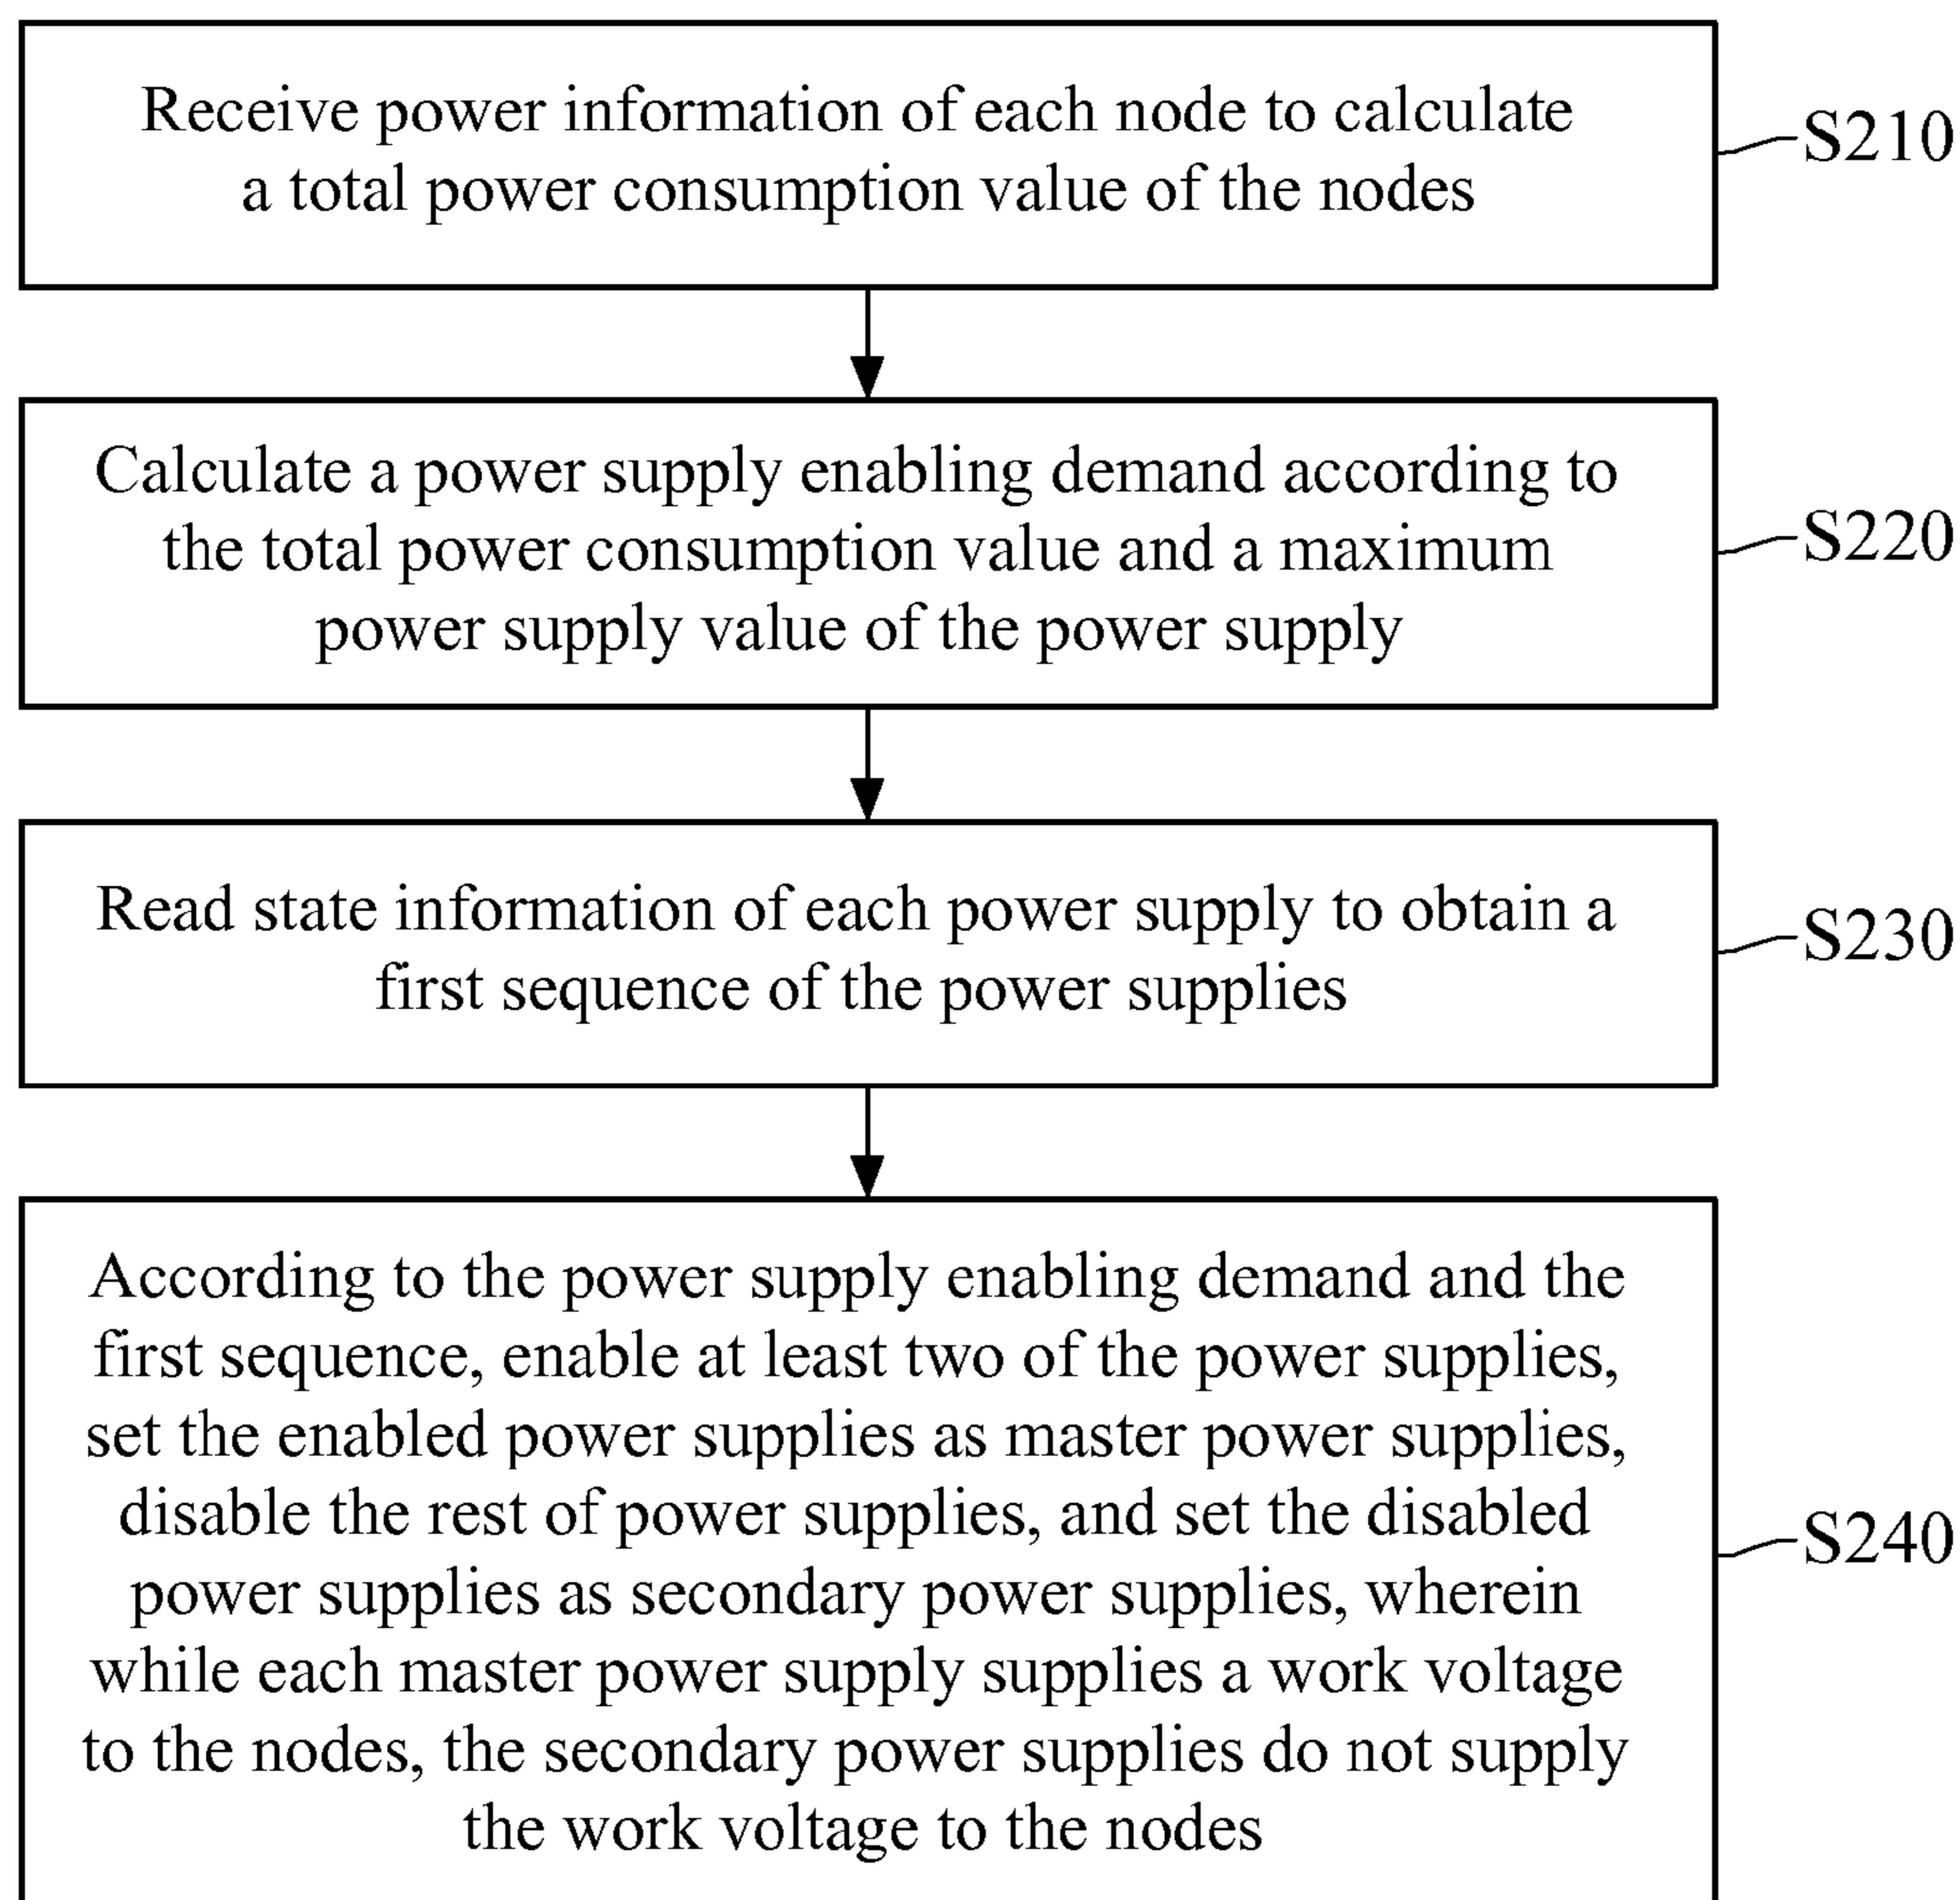 Receive power information of each node to calculate
a total power consumption value of the nodes
S210
Calculate a power supply enabling demand according to
the total power consumption value and a maximum
power supply value of the power supply
S220
Read state information of each power supply to obtain a
first sequence of the power supplies
S230
According to the power supply enabling demand and the
first sequence, enable at least two of the power supplies,
set the enabled power supplies as master power supplies,
disable the rest of power supplies, and set the disabled
power supplies as secondary power supplies, wherein
while each master power supply supplies a work voltage
to the nodes, the secondary power supplies do not supply
the work voltage to the nodes
S240